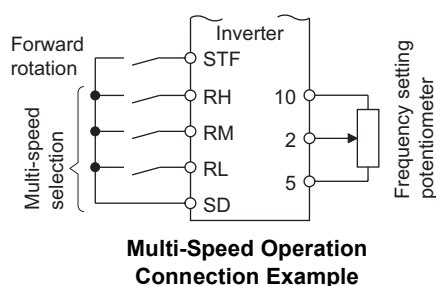 Inverter
Forward
rotation
STF
Multi-speed
selection
RH
RM
RL
SD
10
2
5
Frequency setting
potentiometer
Multi-Speed Operation
Connection Example